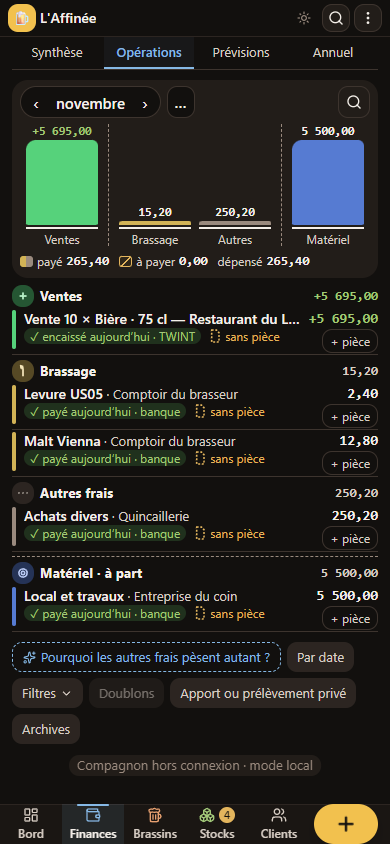 L'Affinée
Synthèse
Opérations
Prévisions
Annuel
‹ novembre ›
...
+5 695,00
15,20
250,20
5 500,00
Ventes
Brassage
Autres
Matériel
payé 265,40
à payer 0,00
dépensé 265,40
Ventes +5 695,00
Vente 10 × Bière · 75 cl — Restaurant du L... +5 695,00
✓ encaissé aujourd'hui · TWINT sans pièce + pièce
Brassage 15,20
Levure US05 · Comptoir du brasseur 2,40
✓ payé aujourd'hui · banque sans pièce + pièce
Malt Vienna · Comptoir du brasseur 12,80
✓ payé aujourd'hui · banque sans pièce + pièce
Autres frais 250,20
Achats divers · Quincaillerie 250,20
✓ payé aujourd'hui · banque sans pièce + pièce
Matériel · à part 5 500,00
Local et travaux · Entreprise du coin 5 500,00
✓ payé aujourd'hui · banque sans pièce + pièce
Pourquoi les autres frais pèsent autant ?
Par date
Filtres
Doublons
Apport ou prélèvement privé
Archives
Compagnon hors connexion · mode local
4
Bord
Finances
Brassins
Stocks
Clients
+